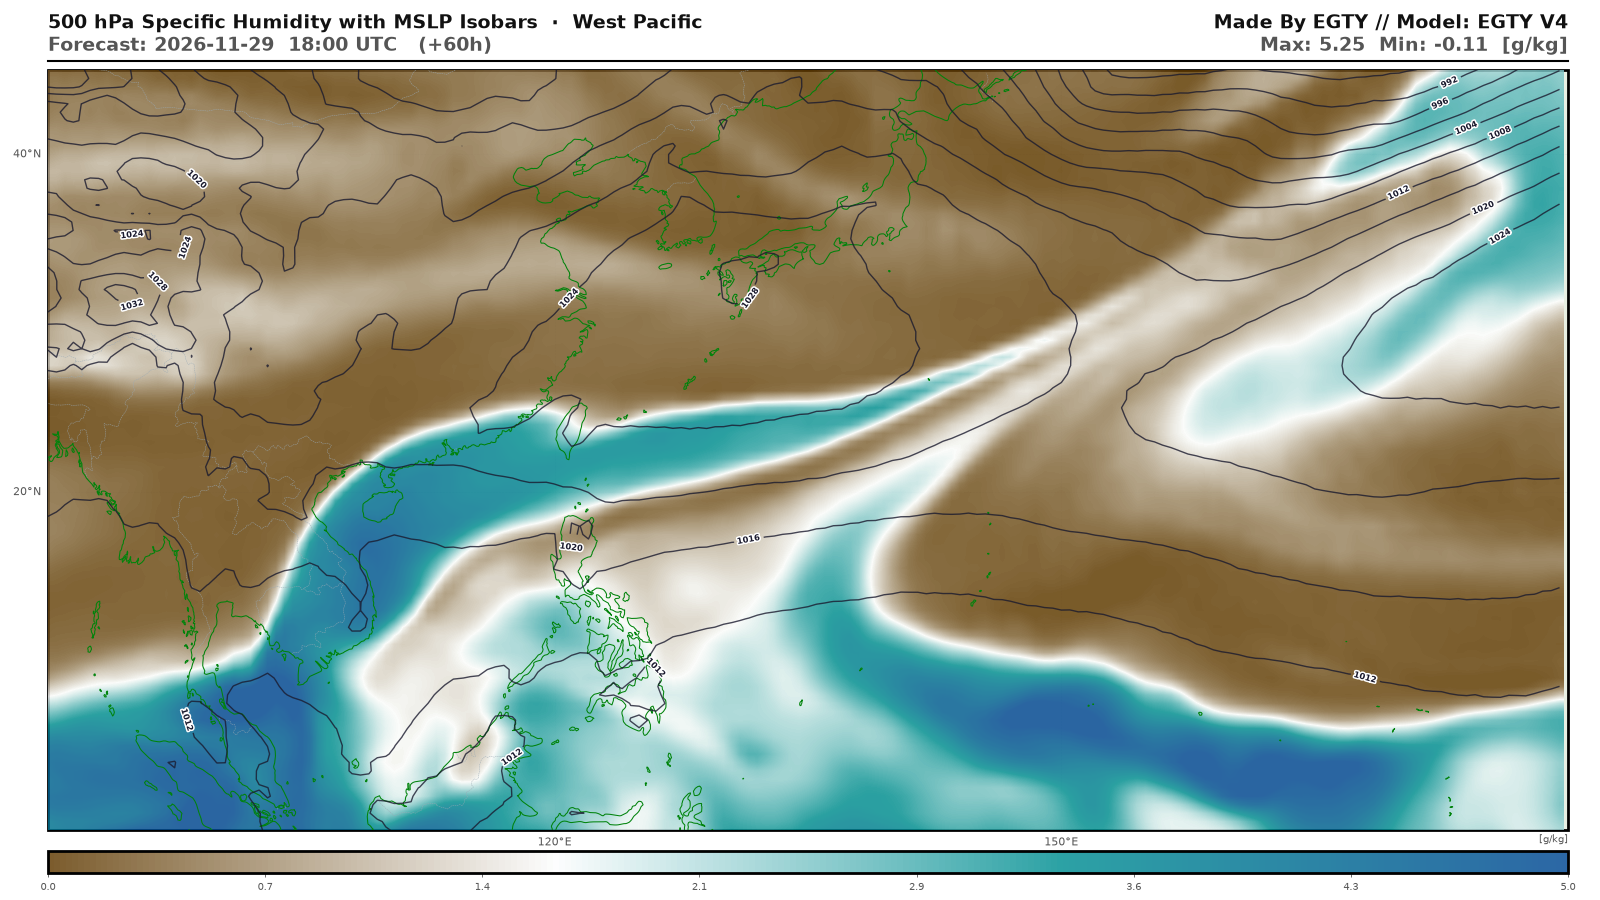 500 hPa Specific Humidity with MSLP Isobars · West Pacific
Made By EGTY // Model: EGTY V4
Forecast: 2026-11-29 18:00 UTC (+60h)
Max: 5.25 Min: -0.11 [g/kg]
992
996
1004
1008
40°N
1020
1012
1020
1024
1024
1024
1028
1032
1024
1028
20°N
1016
1020
1012
1012
1012
1012
120°E
150°E
[g/kg]
0.0 0.7 1.4 2.1 2.9 3.6 4.3 5.0